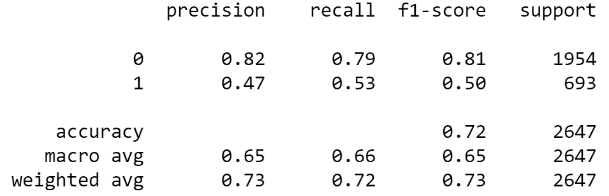 precision recall f1-score support
0 0.82 0.79 0.81 1954
1 0.47 0.53 0.50 693
accuracy 0.72 2647
macro avg 0.65 0.66 0.65 2647
weighted avg 0.73 0.72 0.73 2647